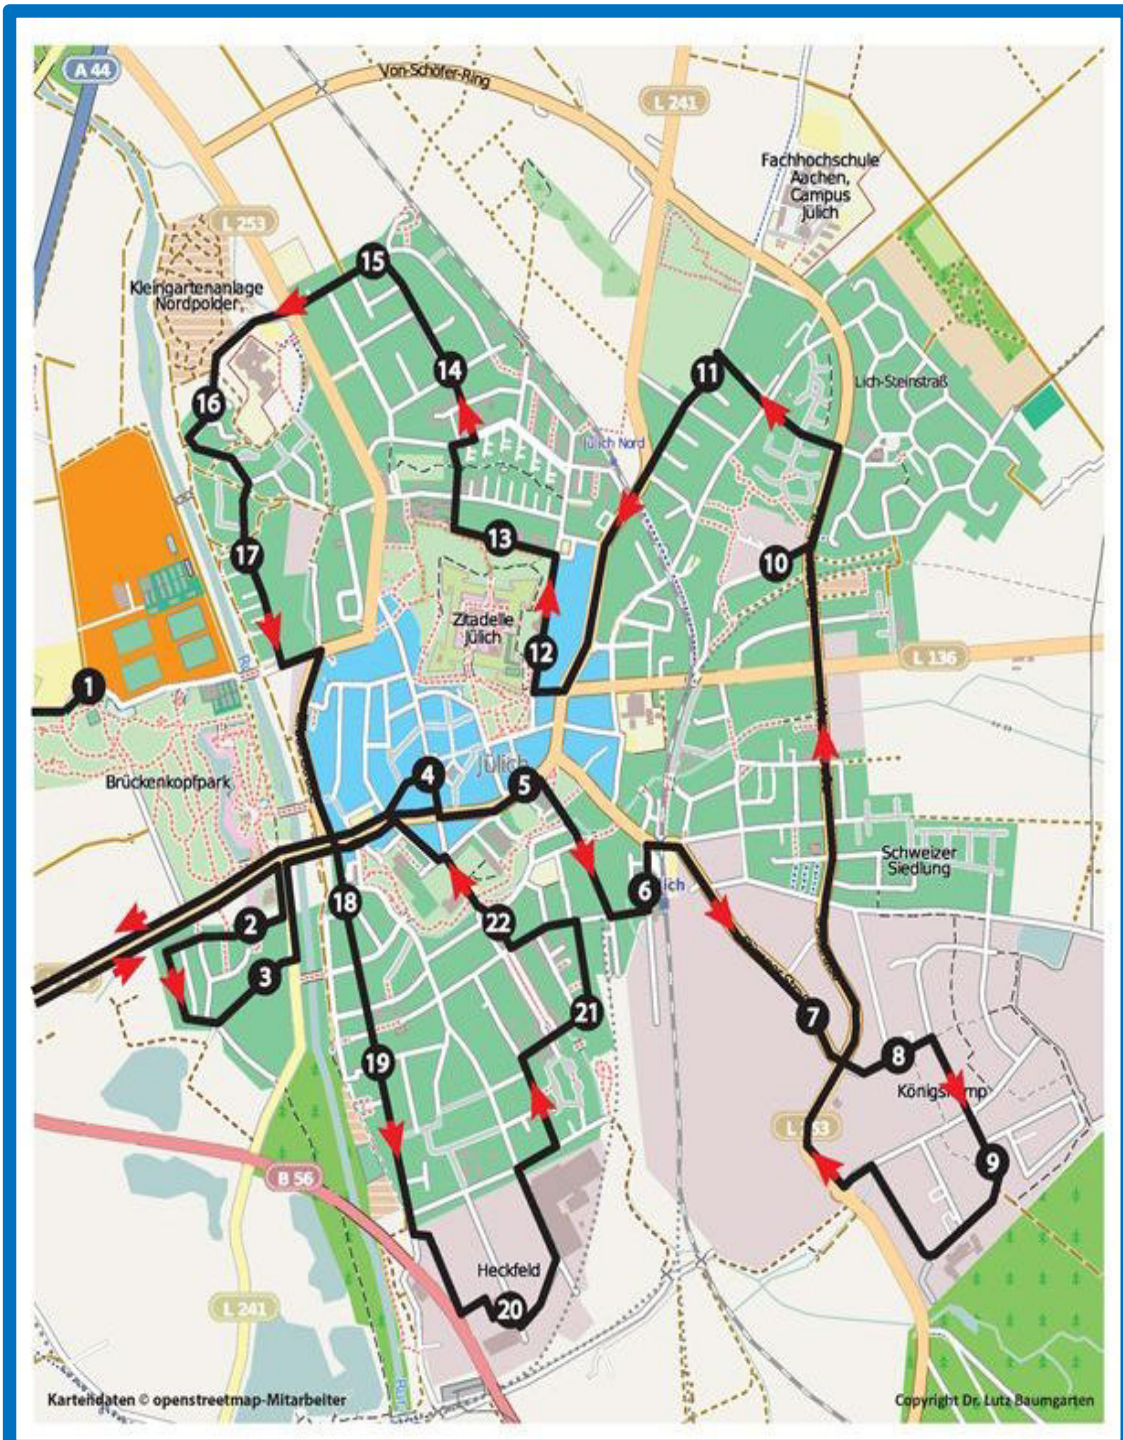 A 44
Von-Schöfer-Ring
L 241
Fachhochschule
Aachen,
Campus
Jülich
L 253
15
Kleingartenanlage
Nordpolder
14
11
Lich-Steinstraß
16
Jülich Nord
13
17
10
Zitadelle
Jülich
12
L 136
1
Jülich
4
5
Brückenkopfpark
Schweizer
Siedlung
6
18
2
22
3
7
21
8
19
9
B 56
Heckfeld
20
L 241
Rur
Kartendaten © openstreetmap-Mitarbeiter
Copyright Dr. Lutz Baumgarten